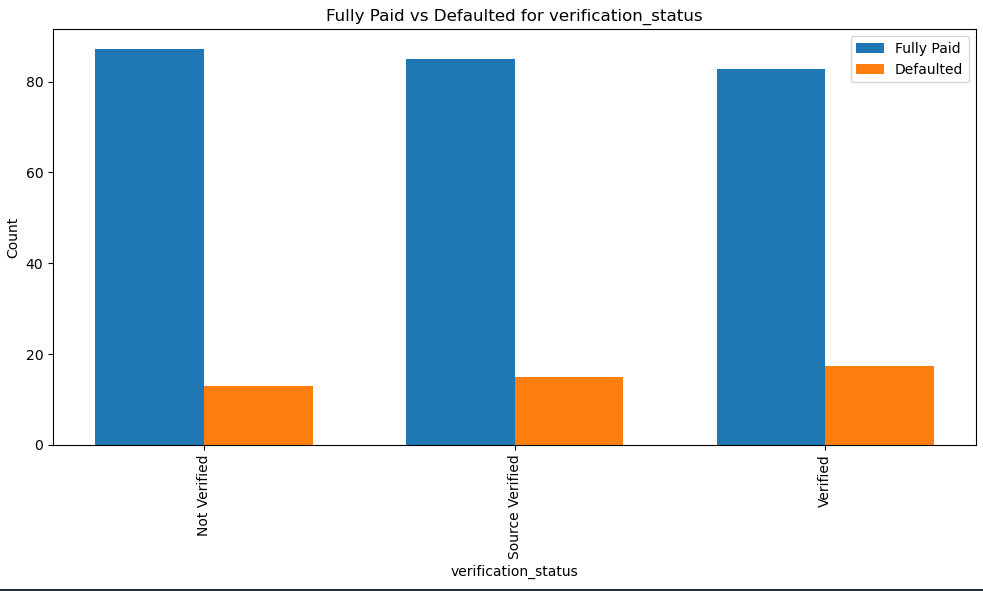 Fully Paid vs Defaulted for verification_status
Fully Paid
Defaulted
Count
80
60
40
20
0
Not Verified
Source Verified
Verified
verification_status